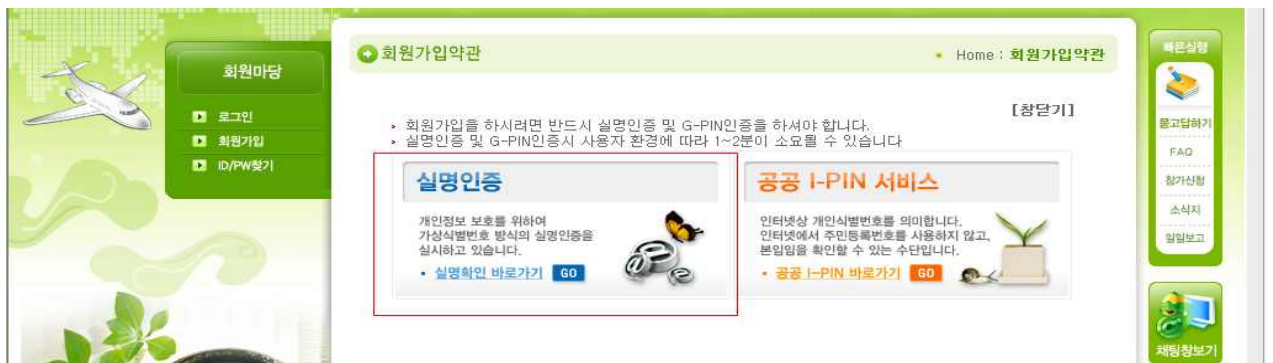 회원마당
로그인
회원가입
ID/PW찾기
회원가입약관
Home : 회원가입약관
[창닫기]
회원가입을 하시려면 반드시 실명인증 및 G-PIN인증을 하셔야 합니다.
실명인증 및 G-PIN인증시 사용자 환경에 따라 1~2분이 소요될 수 있습니다
실명인증
개인정보 보호를 위하여
가상식별번호 방식의 실명인증을
실시하고 있습니다.
실명확인 바로가기 GO
공공 I-PIN 서비스
인터넷상 개인식별번호를 의미합니다.
인터넷에서 주민등록번호를 사용하지 않고,
본인임을 확인할 수 있는 수단입니다.
공공 I-PIN 바로가기 GO
빠른실행
묻고답하기
FAQ
참가신청
소식지
일일보고
채팅창보기